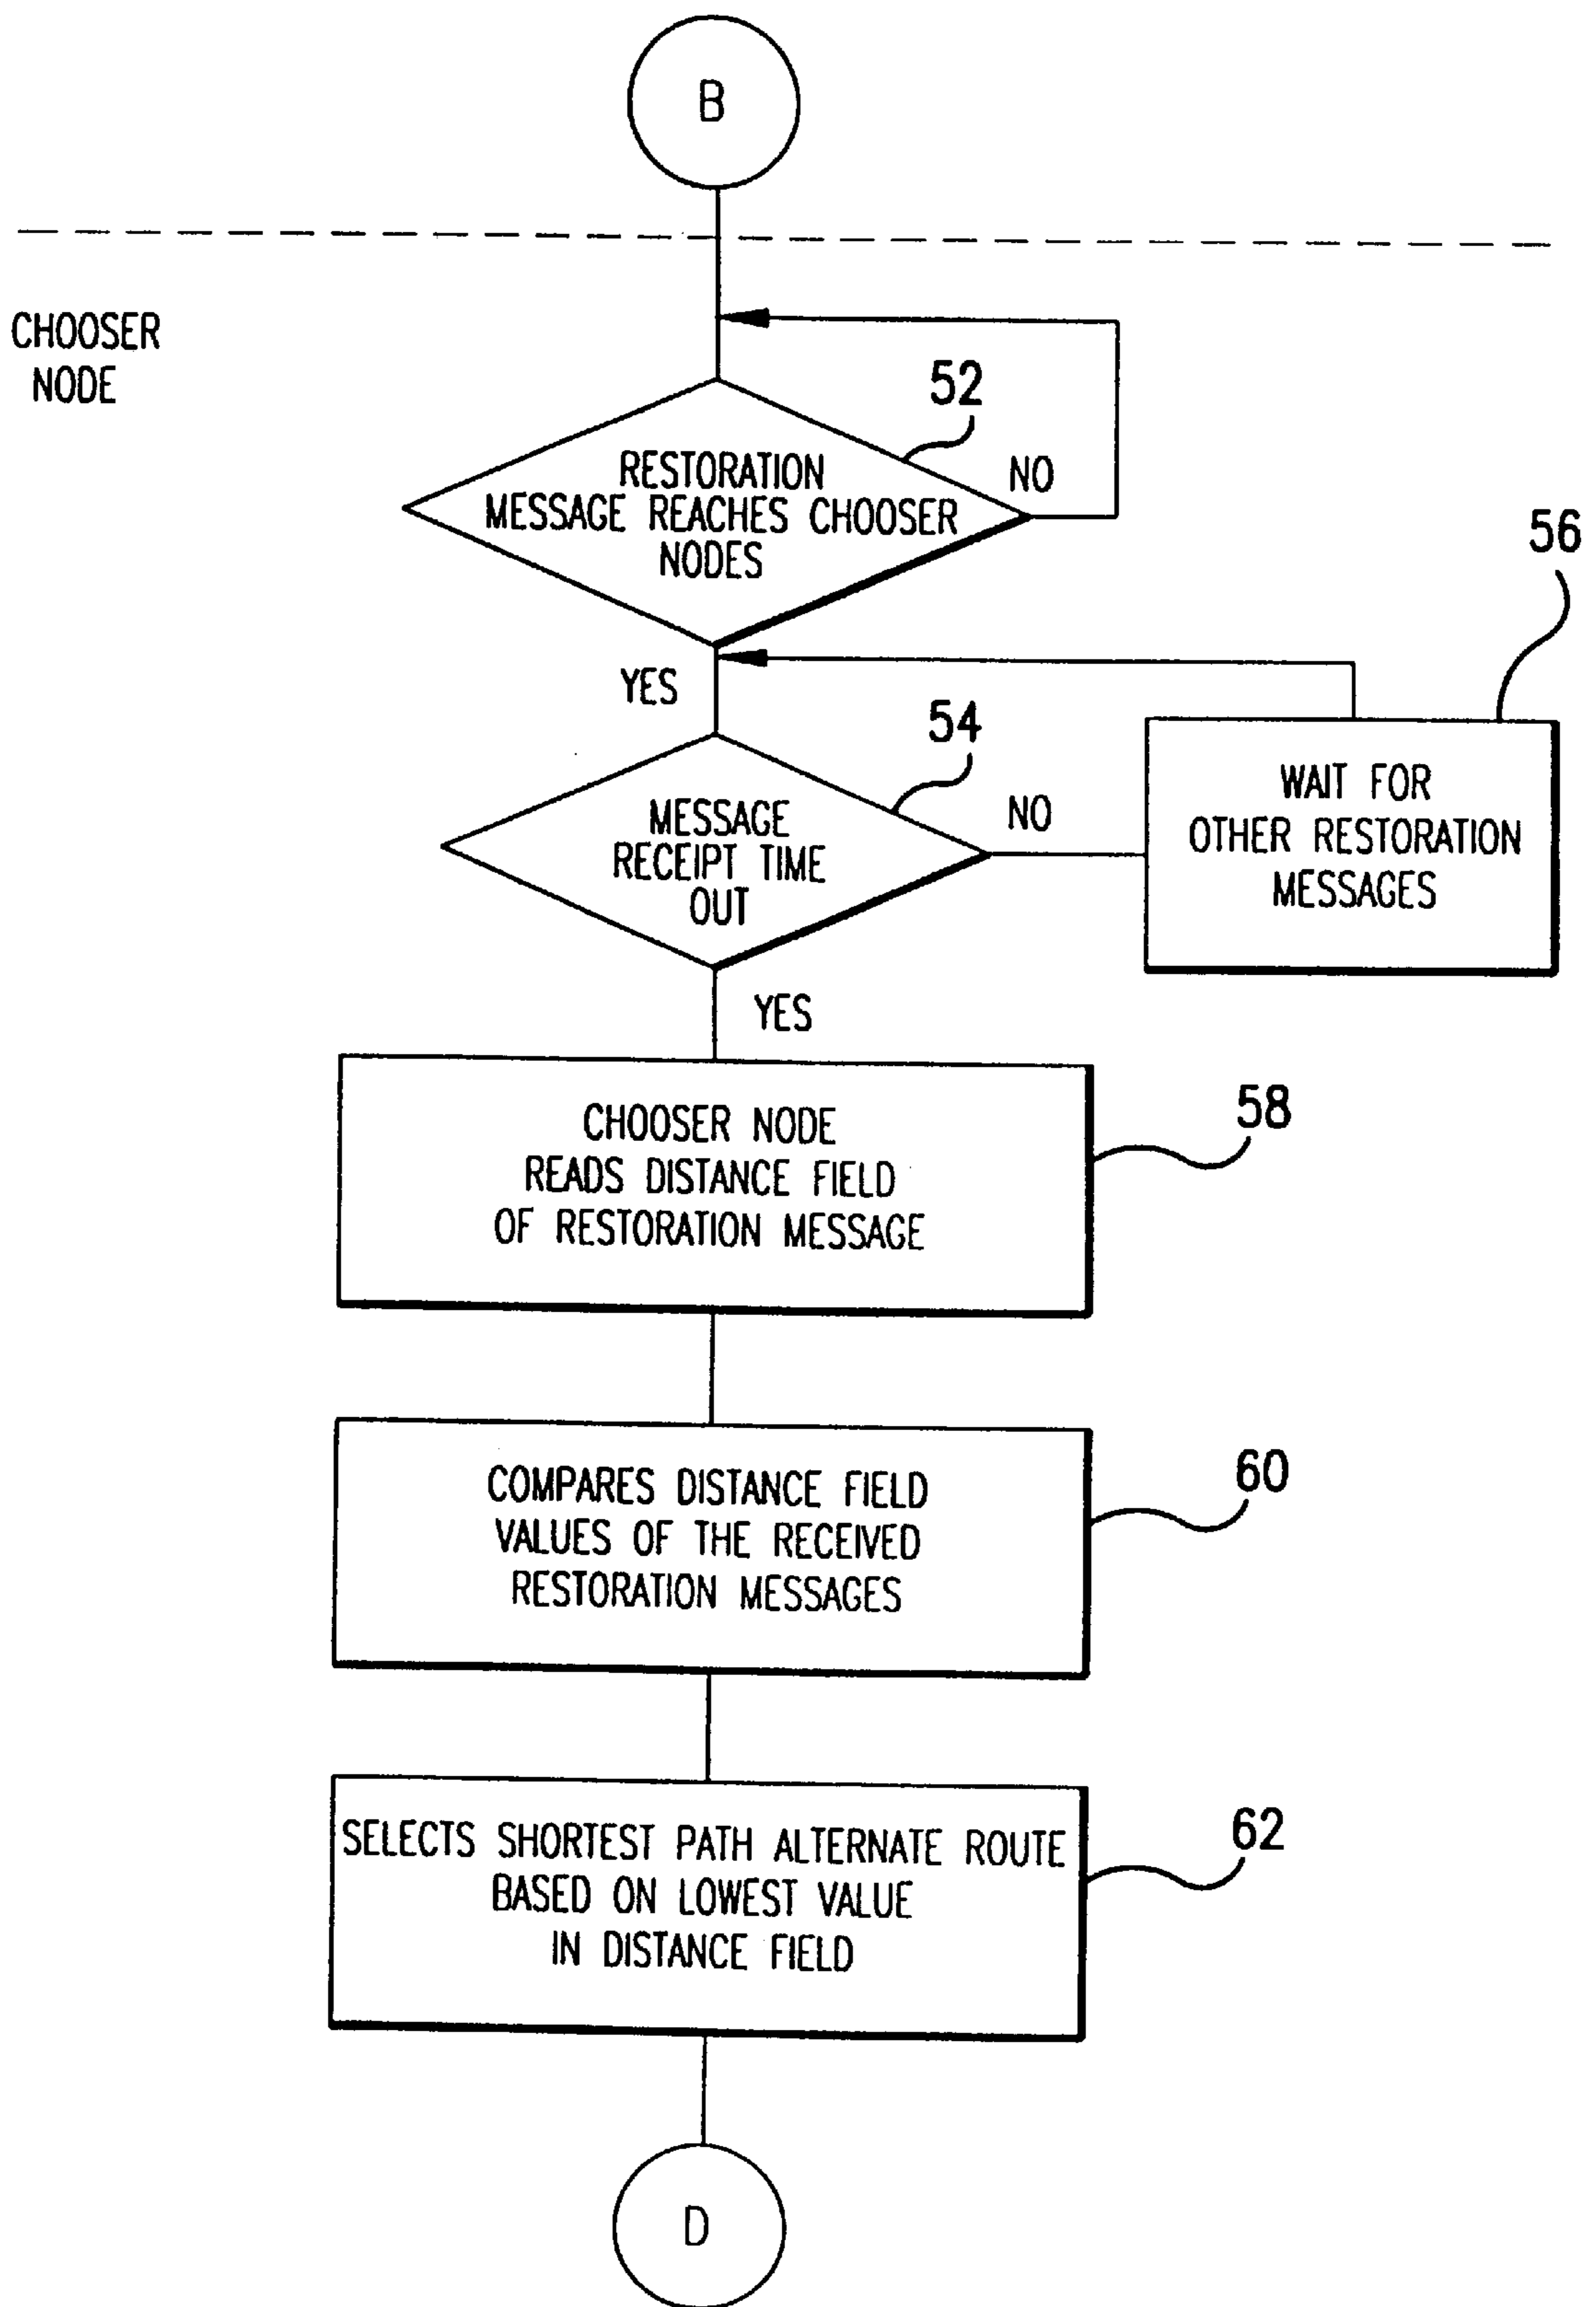 B
CHOOSER
NODE
52
RESTORATION
MESSAGE REACHES CHOOSER
NODES
NO
56
YES
54
MESSAGE
RECEIPT TIME
OUT
NO
WAIT FOR
OTHER RESTORATION
MESSAGES
YES
58
CHOOSER NODE
READS DISTANCE FIELD
OF RESTORATION MESSAGE
60
COMPARES DISTANCE FIELD
VALUES OF THE RECEIVED
RESTORATION MESSAGES
62
SELECTS SHORTEST PATH ALTERNATE ROUTE
BASED ON LOWEST VALUE
IN DISTANCE FIELD
D